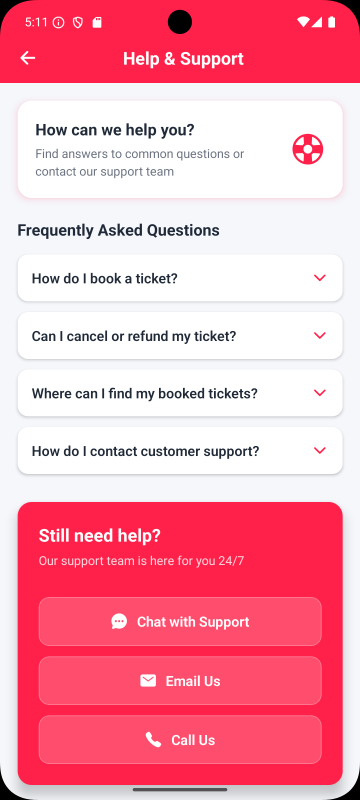 5:11
Help & Support
How can we help you?
Find answers to common questions or
contact our support team
Frequently Asked Questions
How do I book a ticket?
Can I cancel or refund my ticket?
Where can I find my booked tickets?
How do I contact customer support?
Still need help?
Our support team is here for you 24/7
Chat with Support
Email Us
Call Us